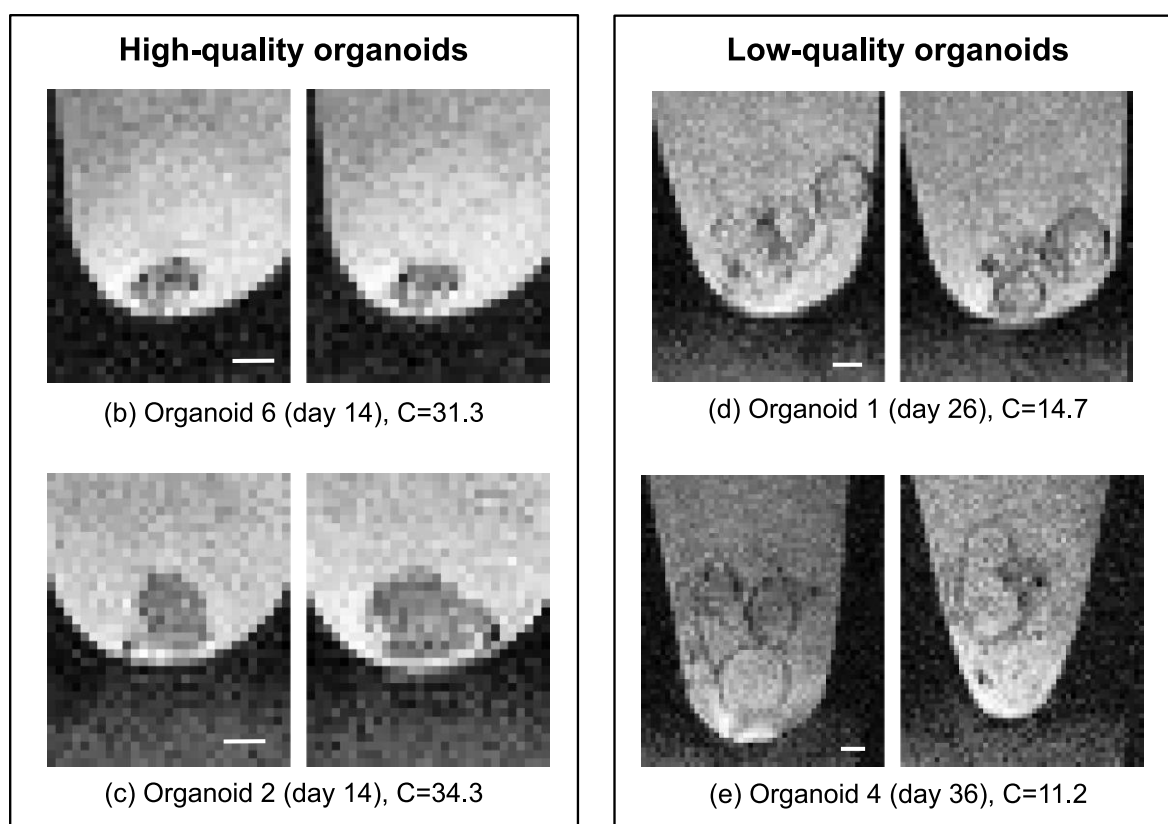 High-quality organoids
(b) Organoid 6 (day 14), C=31.3
(c) Organoid 2 (day 14), C=34.3
Low-quality organoids
(d) Organoid 1 (day 26), C=14.7
(e) Organoid 4 (day 36), C=11.2